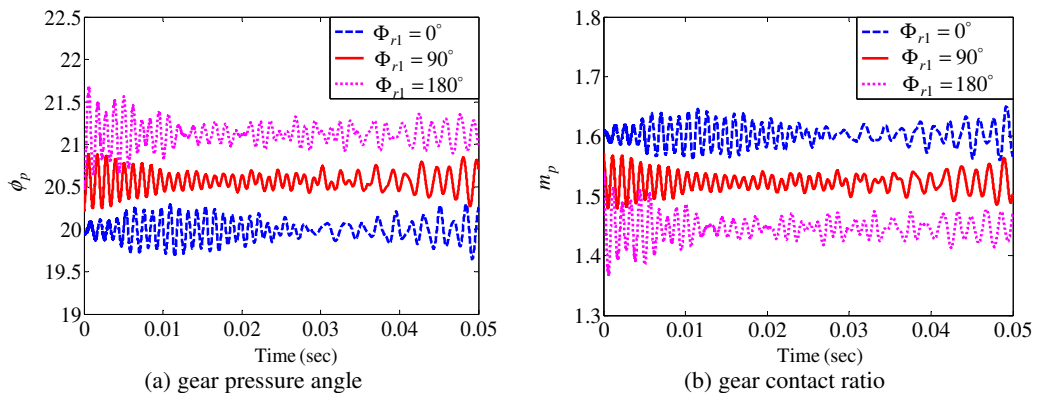 22.5
22
21.5
21
20.5
20
19.5
19
ϕp
0
0.01
0.02
0.03
0.04
0.05
Time (sec)
Φr1 = 0°
Φr1 = 90°
Φr1 = 180°
(a) gear pressure angle
1.8
1.7
1.6
1.5
1.4
1.3
mp
0
0.01
0.02
0.03
0.04
0.05
Time (sec)
Φr1 = 0°
Φr1 = 90°
Φr1 = 180°
(b) gear contact ratio